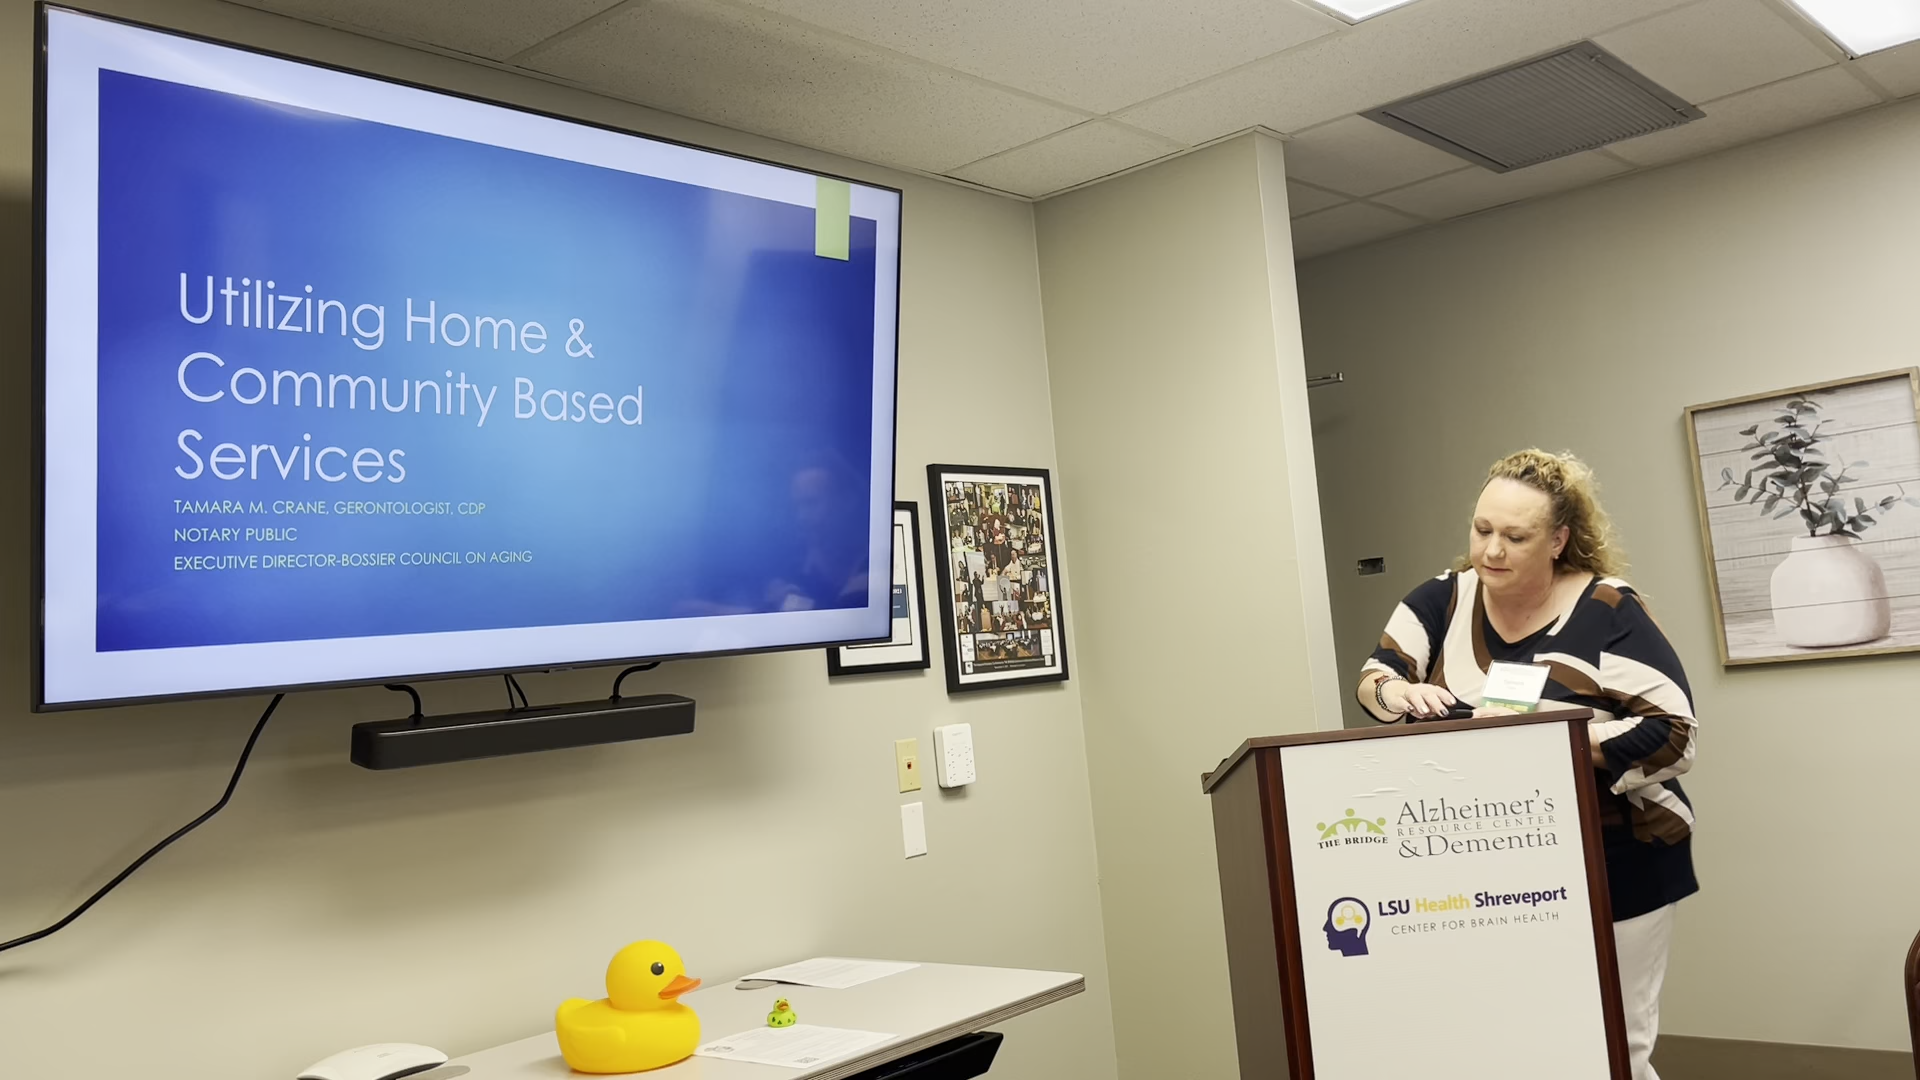 Utilizing Home &
Community Based
Services
TAMARA M. CRANE, GERONTOLOGIST, CDP
NOTARY PUBLIC
EXECUTIVE DIRECTOR-BOSSIER COUNCIL ON AGING
THE BRIDGE
Alzheimer's
RESOURCE CENTER
& Dementia
LSU Health Shreveport
CENTER FOR BRAIN HEALTH